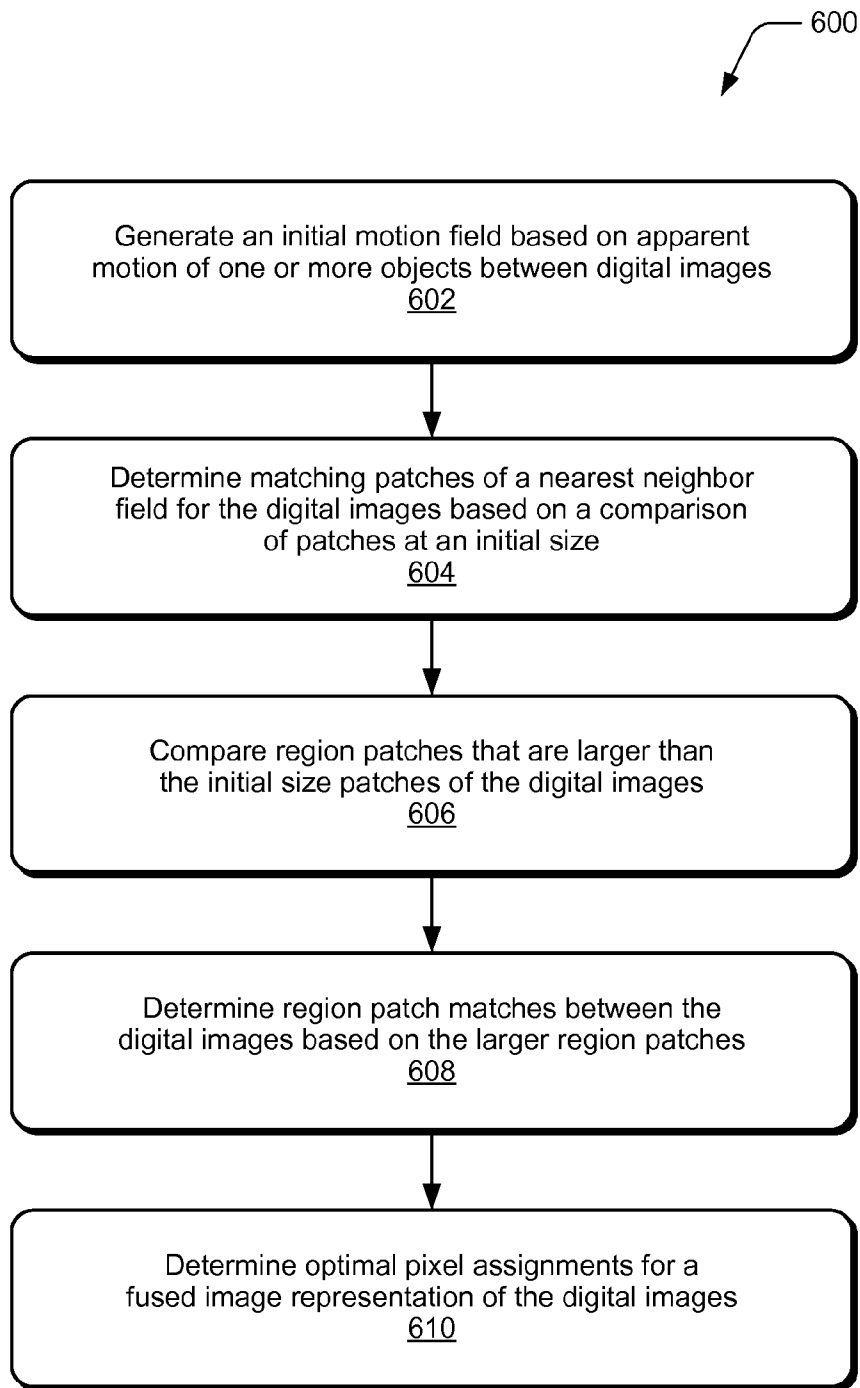 600
Generate an initial motion field based on apparent
motion of one or more objects between digital images
602
Determine matching patches of a nearest neighbor
field for the digital images based on a comparison
of patches at an initial size
604
Compare region patches that are larger than
the initial size patches of the digital images
606
Determine region patch matches between the
digital images based on the larger region patches
608
Determine optimal pixel assignments for a
fused image representation of the digital images
610